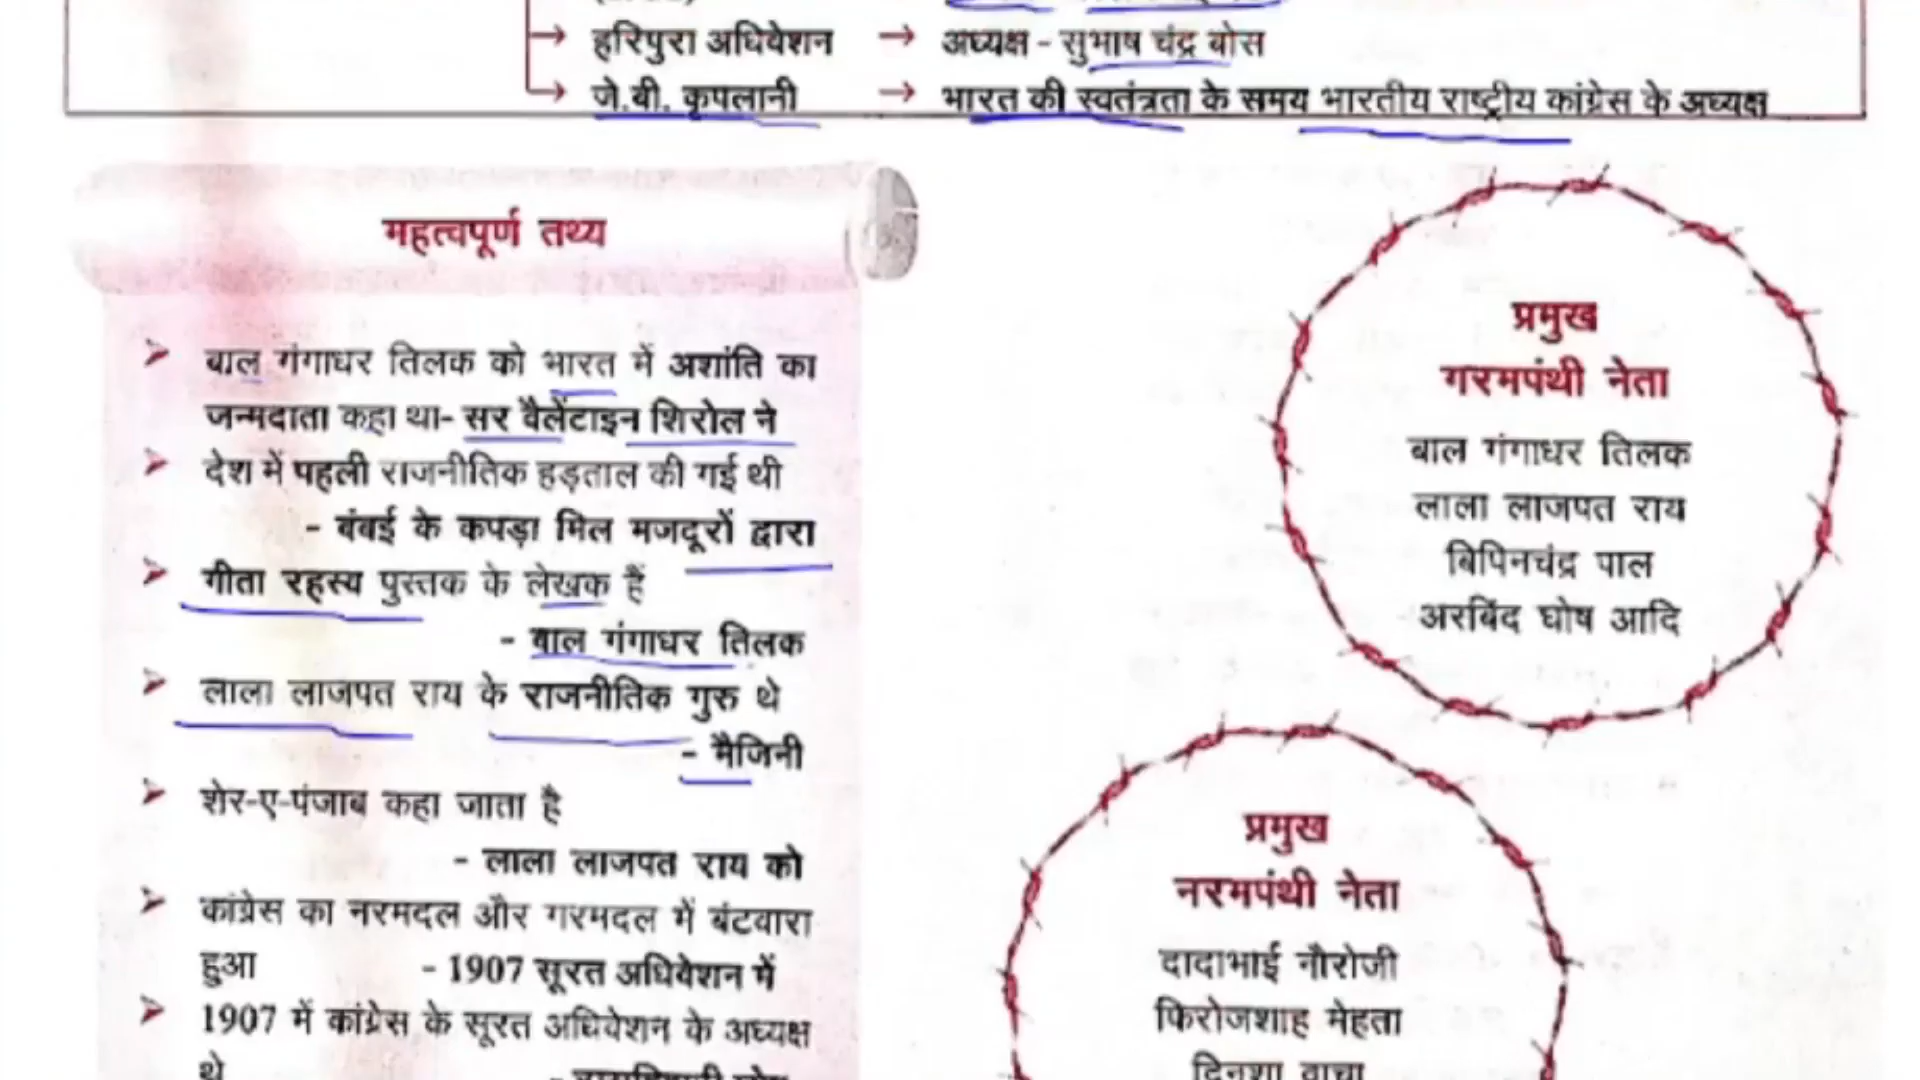 हरिपुरा अधिवेशन → अध्यक्ष - सुभाष चंद्र बोस
जे.बी. कृपलानी → भारत की स्वतंत्रता के समय भारतीय राष्ट्रीय कांग्रेस के अध्यक्ष
महत्वपूर्ण तथ्य
बाल गंगाधर तिलक को भारत में अशांति का
जन्मदाता कहा था- सर वैलेंटाइन शिरोल ने
देश में पहली राजनीतिक हड़ताल की गई थी
- बंबई के कपड़ा मिल मजदूरों द्वारा
गीता रहस्य पुस्तक के लेखक हैं
- बाल गंगाधर तिलक
लाला लाजपत राय के राजनीतिक गुरु थे
- मैजिनी
शेर-ए-पंजाब कहा जाता है
- लाला लाजपत राय को
कांग्रेस का नरमदल और गरमदल में बंटवारा
हुआ - 1907 सूरत अधिवेशन में
1907 में कांग्रेस के सूरत अधिवेशन के अध्यक्ष
थे
प्रमुख
गरमपंथी नेता
बाल गंगाधर तिलक
लाला लाजपत राय
बिपिनचंद्र पाल
अरबिंद घोष आदि
प्रमुख
नरमपंथी नेता
दादाभाई नौरोजी
फिरोजशाह मेहता
दिनशा वाचा